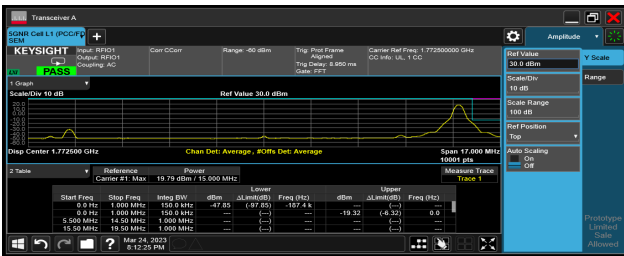 Transceiver A
5GNR Cell L1 (PCC/FD
SEM
Amplitude
KEYSIGHT
Input: RFIO1
Output: RFIO1
Coupling: AC
Corr CCorr
Range: -60 dBm
Trig: Prot Frame
Aligned
Trig Delay: 8.950 ms
Gate: FFT
Carrier Ref Freq: 1.772500000 GHz
CC Info: UL, 1 CC
PASS
1 Graph
Scale/Div 10 dB
Ref Value 30.0 dBm
20.0
10.0
Disp Center 1.772500 GHz
Chan Det: Average , #Offs Det: Average
Span 17.000 MHz
10001 pts
2 Table
Reference
Power
Measure Trace
Carrier #1: Max
19.79 dBm / 15.000 MHz
Trace 1
Lower
Upper
Start Freq Stop Freq Integ BW dBm ΔLimit(dB) Freq (Hz) dBm ΔLimit(dB) Freq (Hz)
0.0 Hz 1.000 MHz 150.0 kHz -47.85 (-97.85) -187.4 k --- (---) ---
0.0 Hz 1.000 MHz 150.0 kHz --- (---) --- -19.32 (-6.32) 0.0
5.500 MHz 14.50 MHz 1.000 MHz --- (---) --- --- (---) ---
15.50 MHz 19.50 MHz 1.000 MHz --- (---) --- --- (---) ---
Mar 24, 2023
8:12:25 PM
Ref Value
30.0 dBm
Scale/Div
10 dB
Scale Range
100 dB
Ref Position
Top
Auto Scaling
On
Off
Y Scale
Range
Prototype
Limited
Sale
Allowed